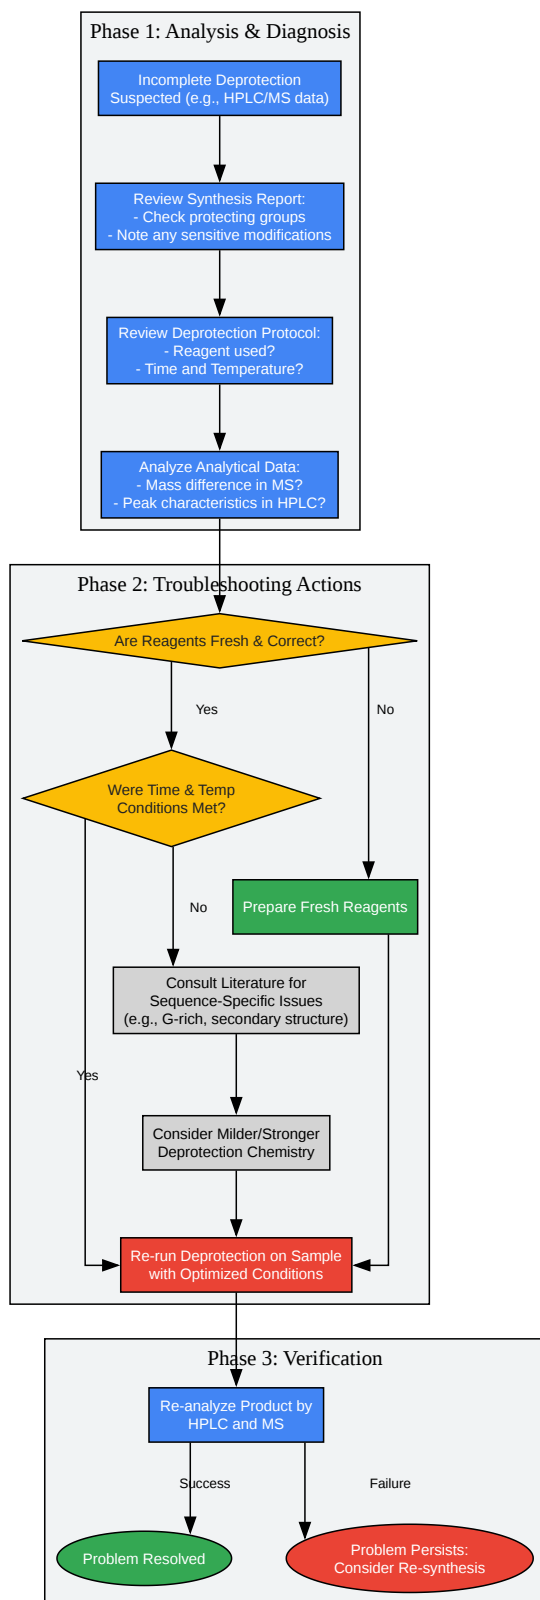 Phase 1: Analysis & Diagnosis
Incomplete Deprotection
Suspected (e.g., HPLC/MS data)
Review Synthesis Report:
- Check protecting groups
- Note any sensitive modifications
Review Deprotection Protocol:
- Reagent used?
- Time and Temperature?
Analyze Analytical Data:
- Mass difference in MS?
- Peak characteristics in HPLC?
Phase 2: Troubleshooting Actions
Are Reagents Fresh & Correct?
Yes
No
Were Time & Temp
Conditions Met?
No
Prepare Fresh Reagents
Consult Literature for
Sequence-Specific Issues
(e.g., G-rich, secondary structure)
Yes
Consider Milder/Stronger
Deprotection Chemistry
Re-run Deprotection on Sample
with Optimized Conditions
Phase 3: Verification
Re-analyze Product by
HPLC and MS
Success
Failure
Problem Resolved
Problem Persists:
Consider Re-synthesis